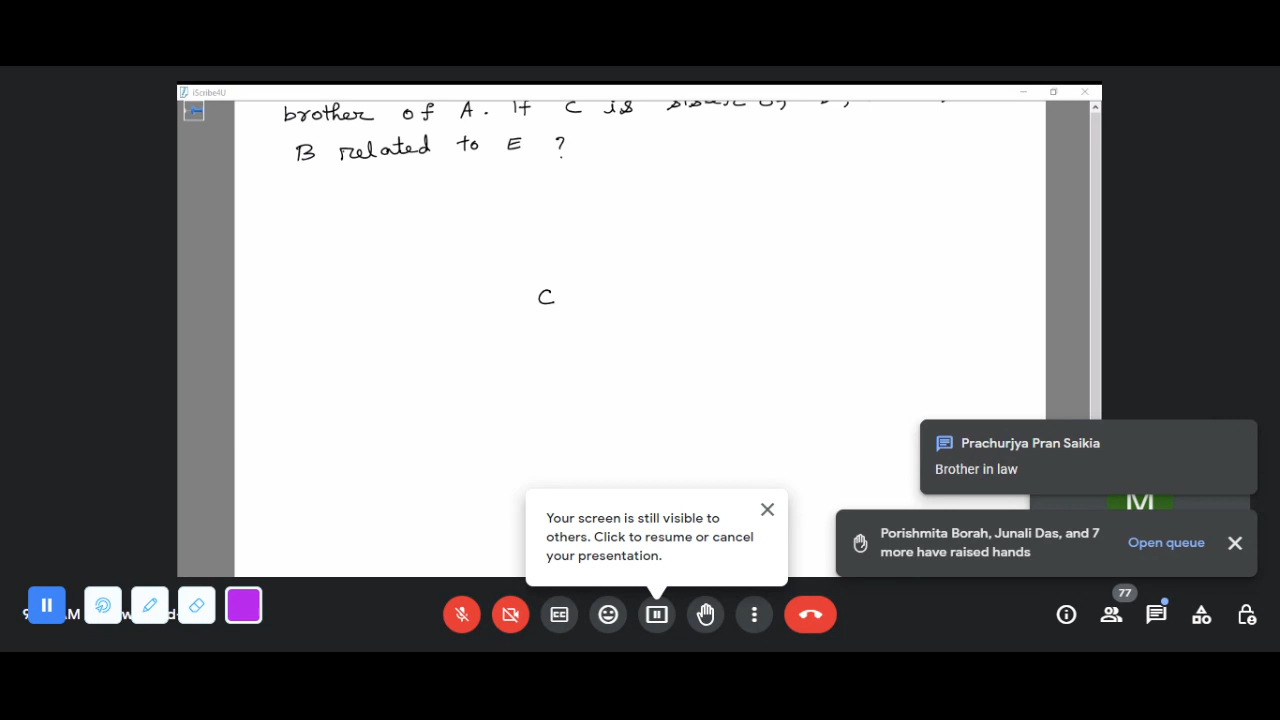 iScribe4U
brother of A. If C is sister of
B related to E ?
C
Prachurjya Pran Saikia
Brother in law
M
Your screen is still visible to
others. Click to resume or cancel
your presentation.
Porishmita Borah, Junali Das, and 7
more have raised hands
Open queue
77